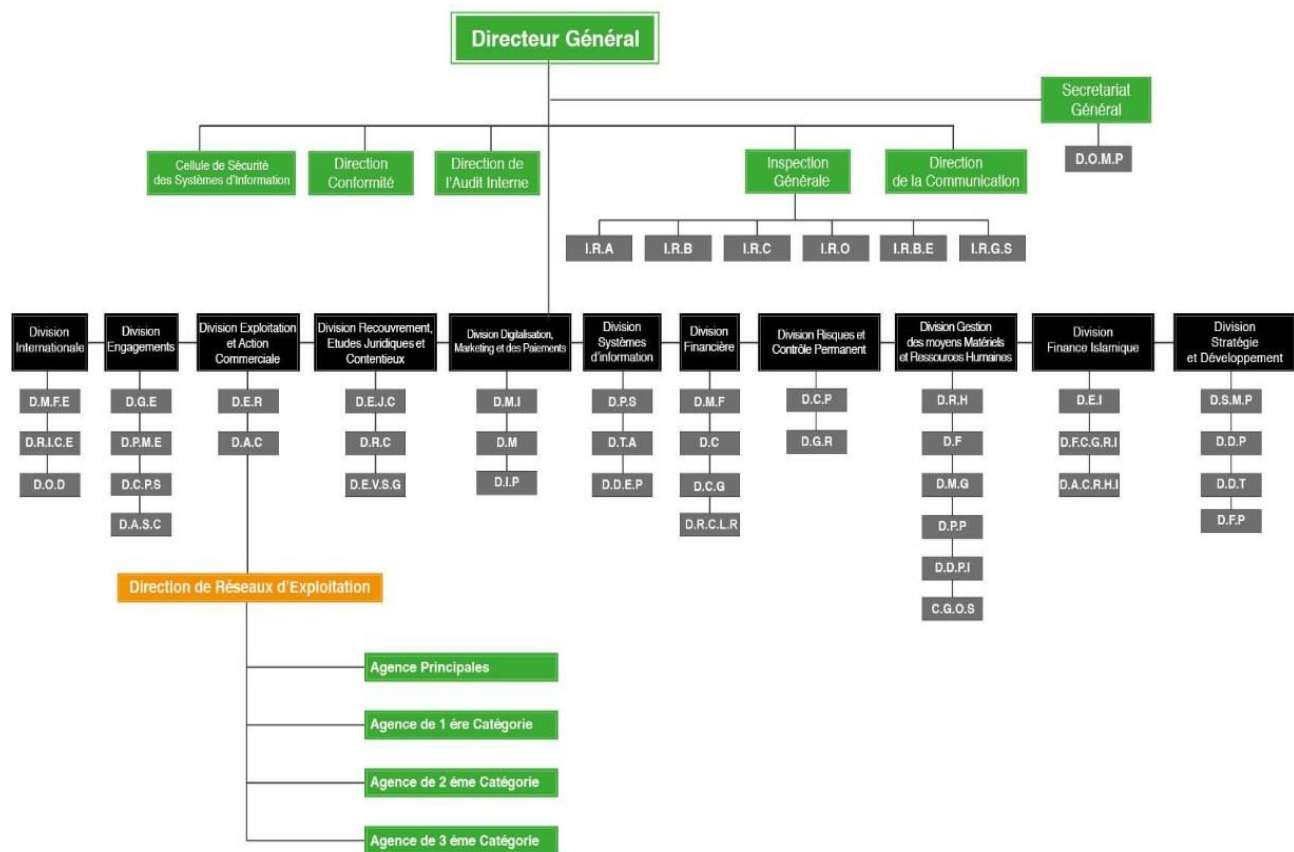 Directeur Général
Secretariat
Général
D.O.M.P
Cellule de Sécurité
des Systèmes d'Information
Direction
Conformité
Direction de
l'Audit Interne
Inspection
Générale
Direction
de la Communication
I.R.A
I.R.B
I.R.C
I.R.O
I.R.B.E
I.R.G.S
Division
Internationale
Division
Engagements
Division Exploitation
et Action
Commerciale
Division Recouvrement,
Etudes Juridiques et
Contentieux
Division Digitalisation,
Marketing et des Paiements
Division
Systèmes
d'information
Division
Financière
Division Risques et
Contrôle Permanent
Division Gestion
des moyens Matériels
et Ressources Humaines
Division
Finance Islamique
Division
Stratégie
et Développement
D.M.F.E
D.R.I.C.E
D.O.D
D.G.E
D.P.M.E
D.C.P.S
D.A.S.C
D.E.R
D.A.C
D.E.J.C
D.R.C
D.E.V.S.G
D.M.I
D.M
D.I.P
D.P.S
D.T.A
D.D.E.P
D.M.F
D.C
D.C.G
D.R.C.L.R
D.C.P
D.G.R
D.R.H
D.F
D.M.G
D.P.P
D.D.P.I
C.G.O.S
D.E.I
D.F.C.G.R.I
D.A.C.R.H.I
D.S.M.P
D.D.P
D.D.T
D.F.P
Direction de Réseaux d'Exploitation
Agence Principales
Agence de 1 ére Catégorie
Agence de 2 éme Catégorie
Agence de 3 éme Catégorie